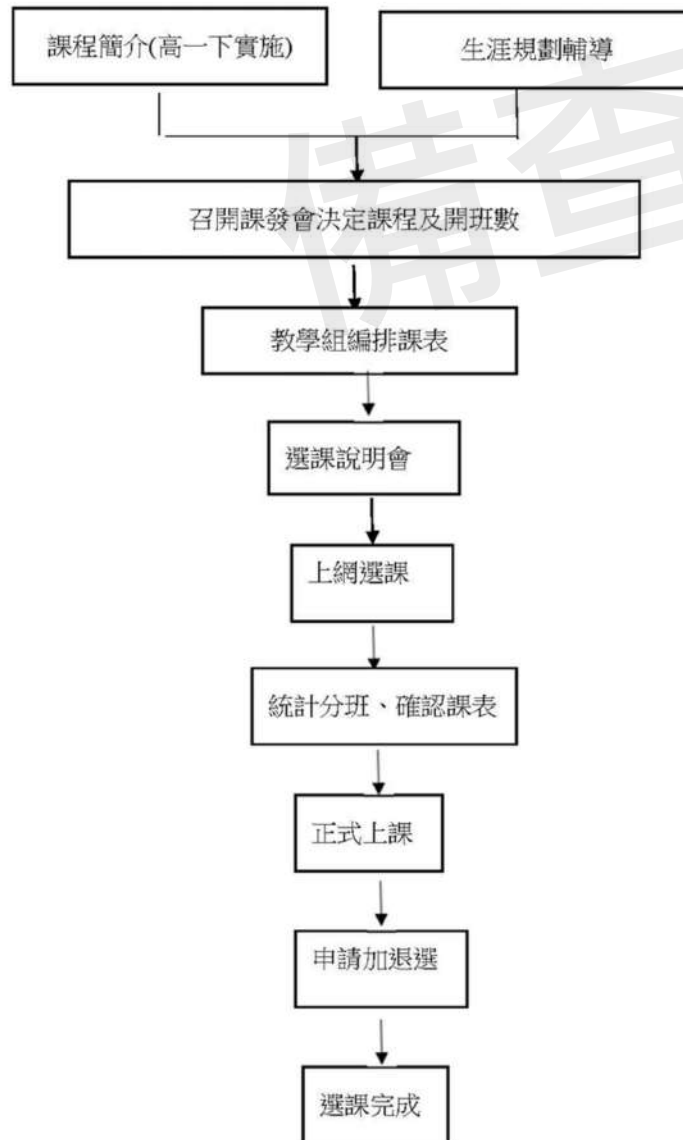 課程簡介(高一下實施)
生涯規劃輔導
備查
召開課發會決定課程及開班數
教學組編排課表
選課說明會
上網選課
統計分班、確認課表
正式上課
申請加退選
選課完成